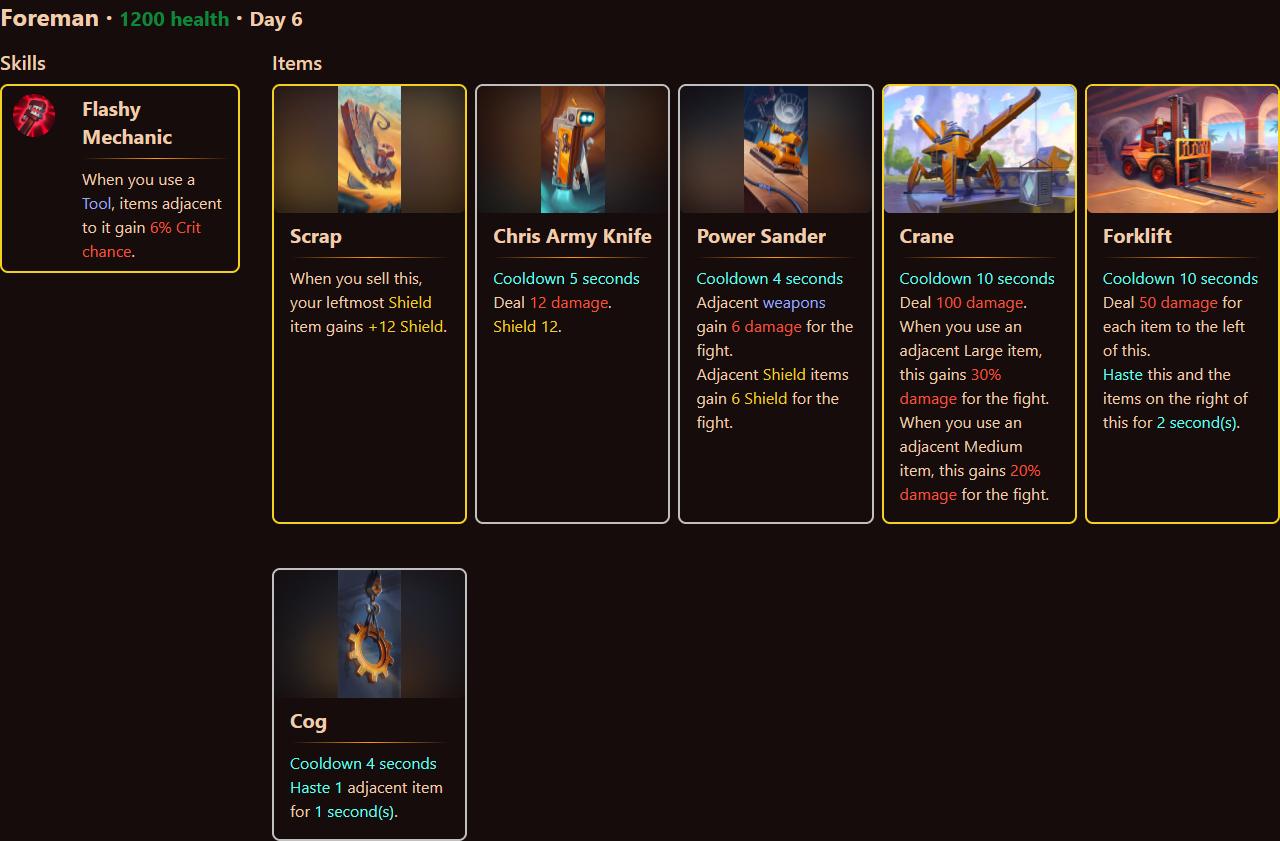 Foreman · 1200 health · Day 6
Skills
Items
Flashy
Mechanic
When you use a
Tool, items adjacent
to it gain 6% Crit
chance.
Scrap
When you sell this,
your leftmost Shield
item gains +12 Shield.
Chris Army Knife
Cooldown 5 seconds
Deal 12 damage.
Shield 12.
Power Sander
Cooldown 4 seconds
Adjacent weapons
gain 6 damage for the
fight.
Adjacent Shield items
gain 6 Shield for the
fight.
Crane
Cooldown 10 seconds
Deal 100 damage.
When you use an
adjacent Large item,
this gains 30%
damage for the fight.
When you use an
adjacent Medium
item, this gains 20%
damage for the fight.
Forklift
Cooldown 10 seconds
Deal 50 damage for
each item to the left
of this.
Haste this and the
items on the right of
this for 2 second(s).
Cog
Cooldown 4 seconds
Haste 1 adjacent item
for 1 second(s).